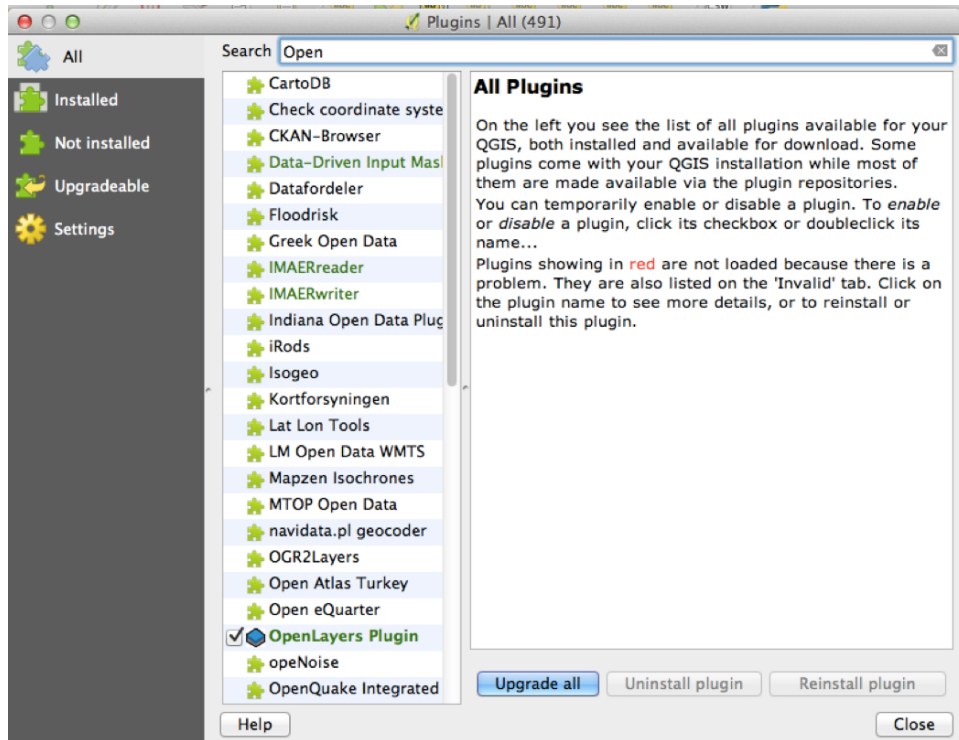 Plugins | All (491)
All
Installed
Not installed
Upgradeable
Settings
Search Open
CartoDB
Check coordinate syste
CKAN-Browser
Data-Driven Input Mas
Datafordeler
Floodrisk
Greek Open Data
IMAERreader
IMAERwriter
Indiana Open Data Plug
iRods
Isogeo
Kortforsyningen
Lat Lon Tools
LM Open Data WMTS
Mapzen Isochrones
MTOP Open Data
navidata.pl geocoder
OGR2Layers
Open Atlas Turkey
Open eQuarter
OpenLayers Plugin
opeNoise
OpenQuake Integrated
All Plugins
On the left you see the list of all plugins available for your
QGIS, both installed and available for download. Some
plugins come with your QGIS installation while most of
them are made available via the plugin repositories.
You can temporarily enable or disable a plugin. To enable
or disable a plugin, click its checkbox or doubleclick its
name...
Plugins showing in red are not loaded because there is a
problem. They are also listed on the 'Invalid' tab. Click on
the plugin name to see more details, or to reinstall or
uninstall this plugin.
Upgrade all Uninstall plugin Reinstall plugin
Help Close